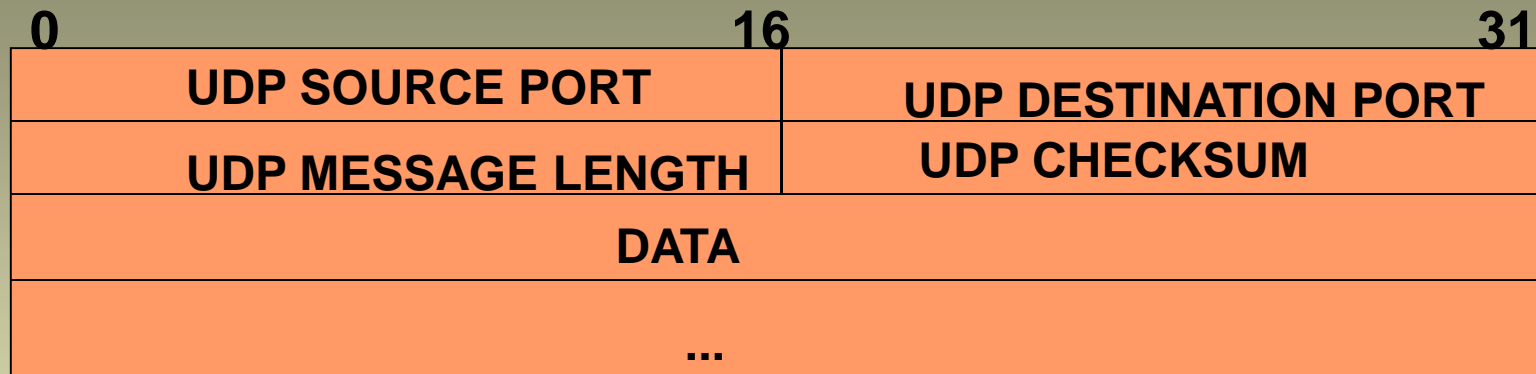 0 16 31
UDP SOURCE PORT UDP DESTINATION PORT
UDP MESSAGE LENGTH UDP CHECKSUM
DATA
...